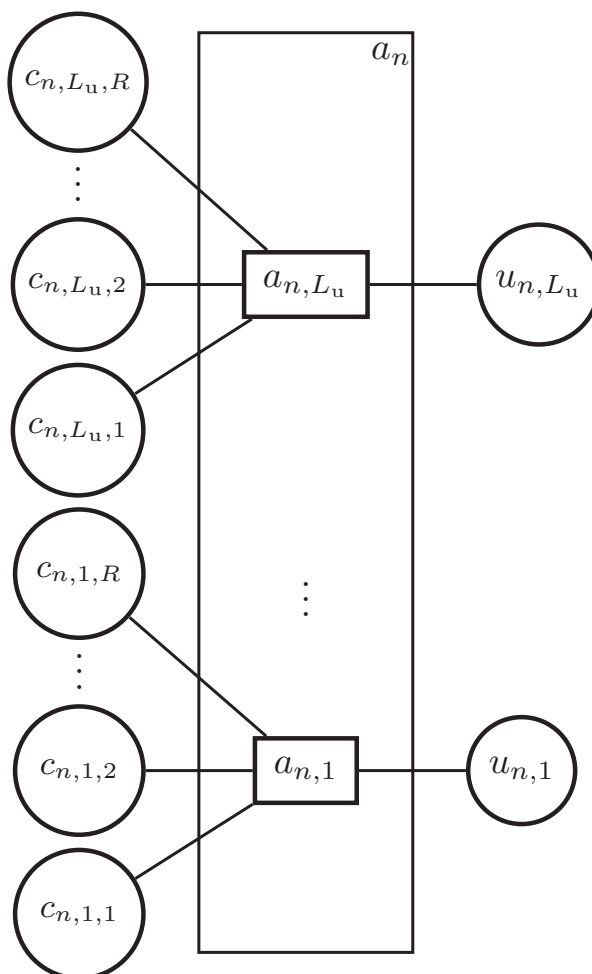 a_n
c_{n,L_u,R}
⋮
c_{n,L_u,2} a_{n,L_u} u_{n,L_u}
c_{n,L_u,1}
c_{n,1,R}
⋮
⋮
c_{n,1,2} a_{n,1} u_{n,1}
c_{n,1,1}